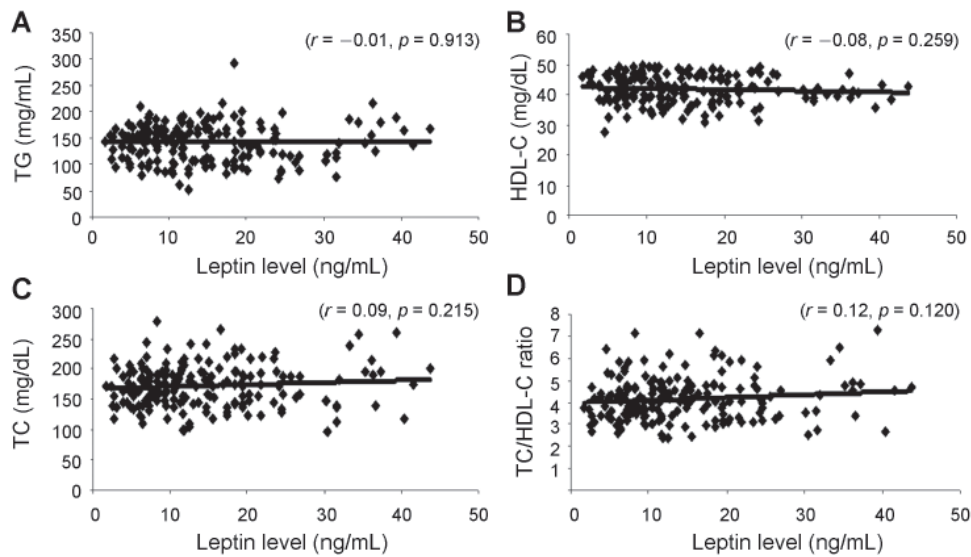 A
(r = −0.01, p = 0.913)
TG (mg/mL)
350
300
250
200
150
100
50
0
0 10 20 30 40 50
Leptin level (ng/mL)
B
(r = −0.08, p = 0.259)
HDL-C (mg/dL)
60
50
40
30
20
10
0
0 10 20 30 40 50
Leptin level (ng/mL)
C
(r = 0.09, p = 0.215)
TC (mg/dL)
300
250
200
150
100
50
0
0 10 20 30 40 50
Leptin level (ng/mL)
D
(r = 0.12, p = 0.120)
TC/HDL-C ratio
8
7
6
5
4
3
2
1
0 10 20 30 40 50
Leptin level (ng/mL)